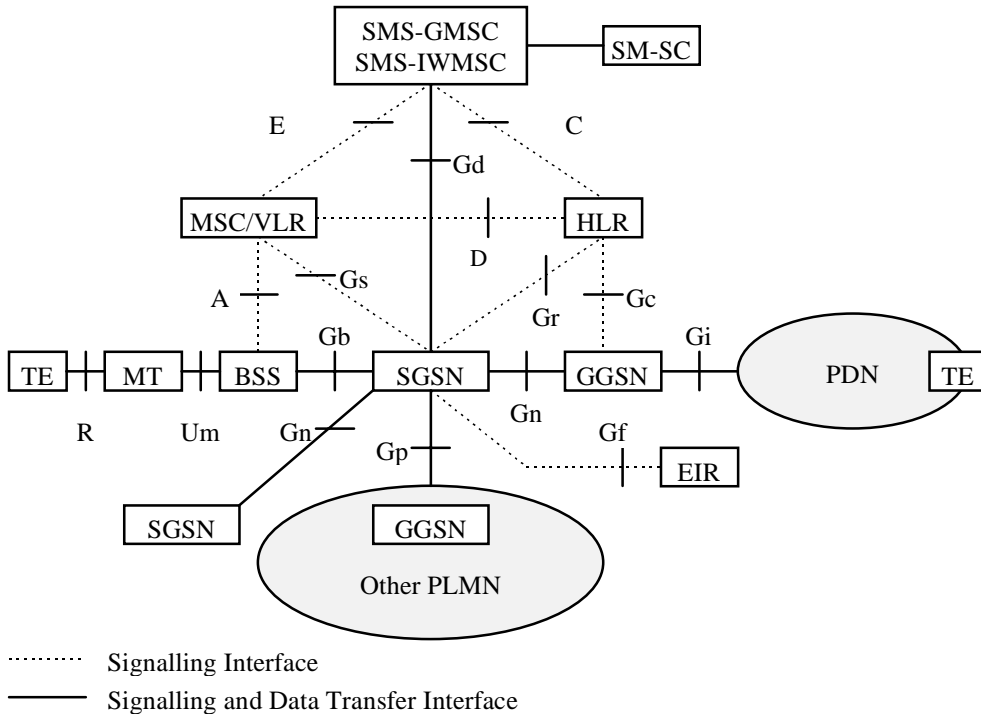 SMS-GMSC
SMS-IWMSC
SM-SC
E
C
Gd
MSC/VLR
HLR
D
Gs
A
Gr
Gc
Gb
Gi
TE
MT
BSS
SGSN
GGSN
PDN
TE
R
Um
Gn
Gn
Gp
Gf
EIR
SGSN
GGSN
Other PLMN
Signalling Interface
Signalling and Data Transfer Interface